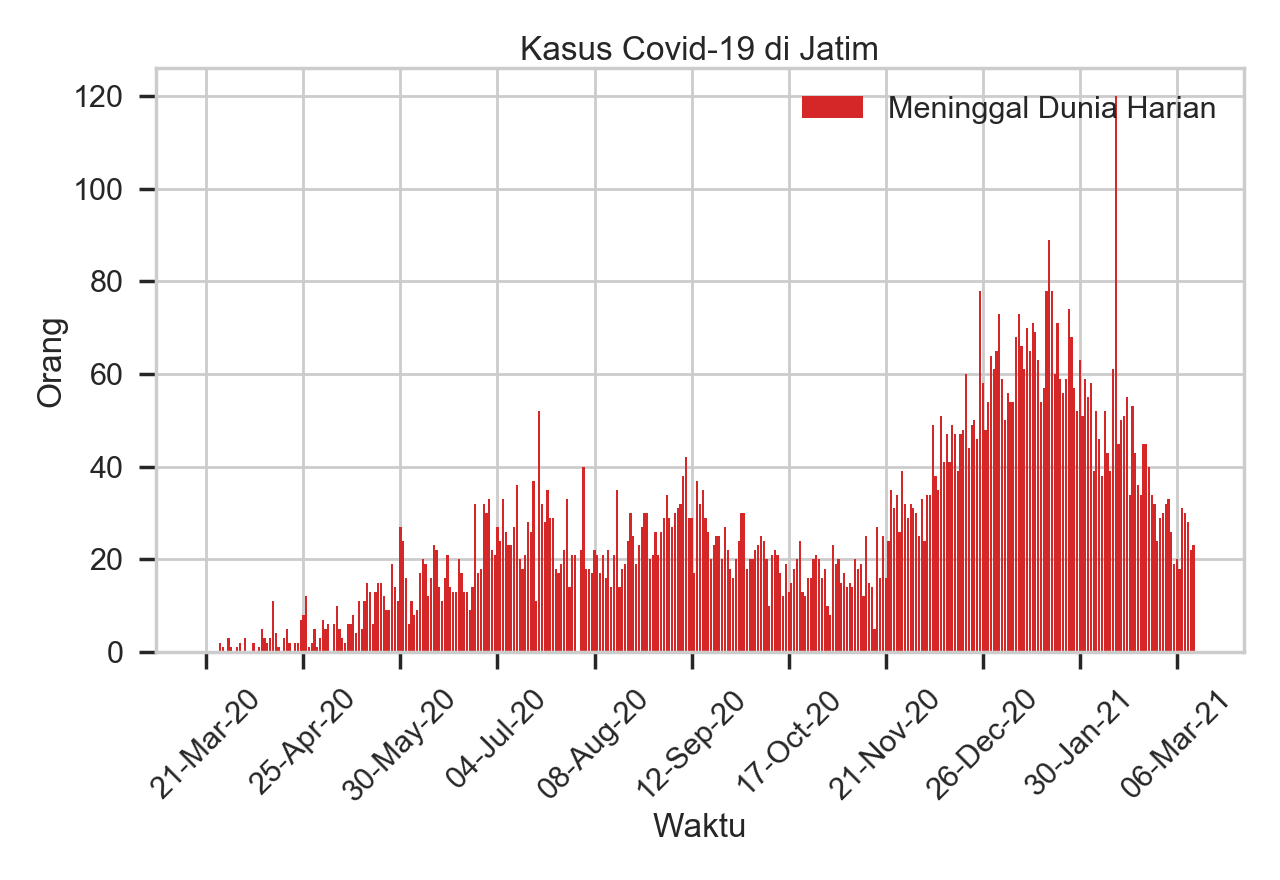 Kasus Covid-19 di Jatim
Meninggal Dunia Harian
120
100
80
60
40
20
0
Orang
21-Mar-20
25-Apr-20
30-May-20
04-Jul-20
08-Aug-20
12-Sep-20
17-Oct-20
21-Nov-20
26-Dec-20
30-Jan-21
06-Mar-21
Waktu